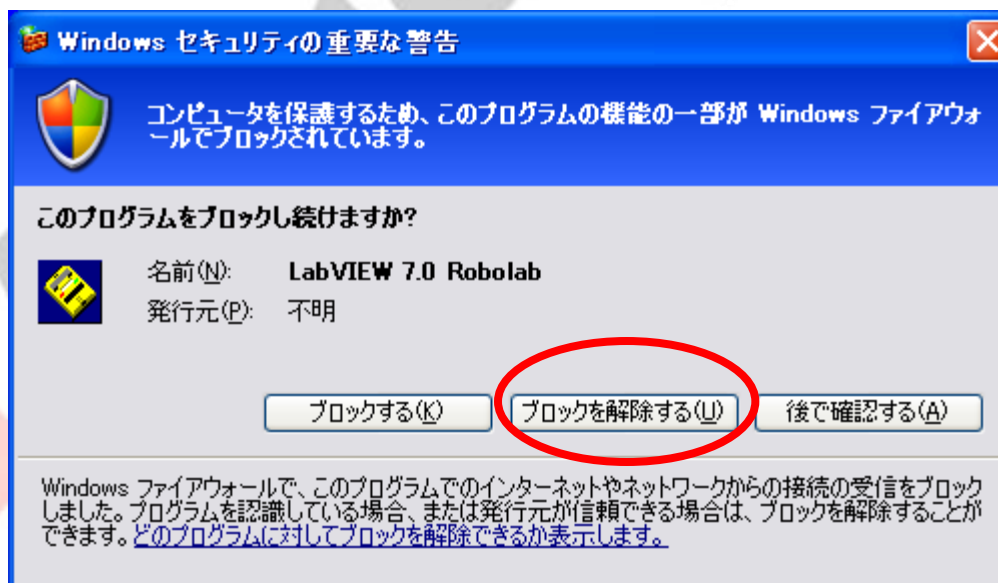 Windows セキュリティの重要な警告
コンピュータを保護するため、このプログラムの機能の一部が Windows ファイアウォ
ールでブロックされています。
このプログラムをブロックし続けますか?
名前(N): LabVIEW 7.0 Robolab
発行元(P): 不明
ブロックする(K) ブロックを解除する(U) 後で確認する(A)
Windows ファイアウォールで、このプログラムでのインターネットやネットワークからの接続の受信をブロック
しました。プログラムを認識している場合、または発行元が信頼できる場合は、ブロックを解除することが
できます。どのプログラムに対してブロックを解除できるか表示します。